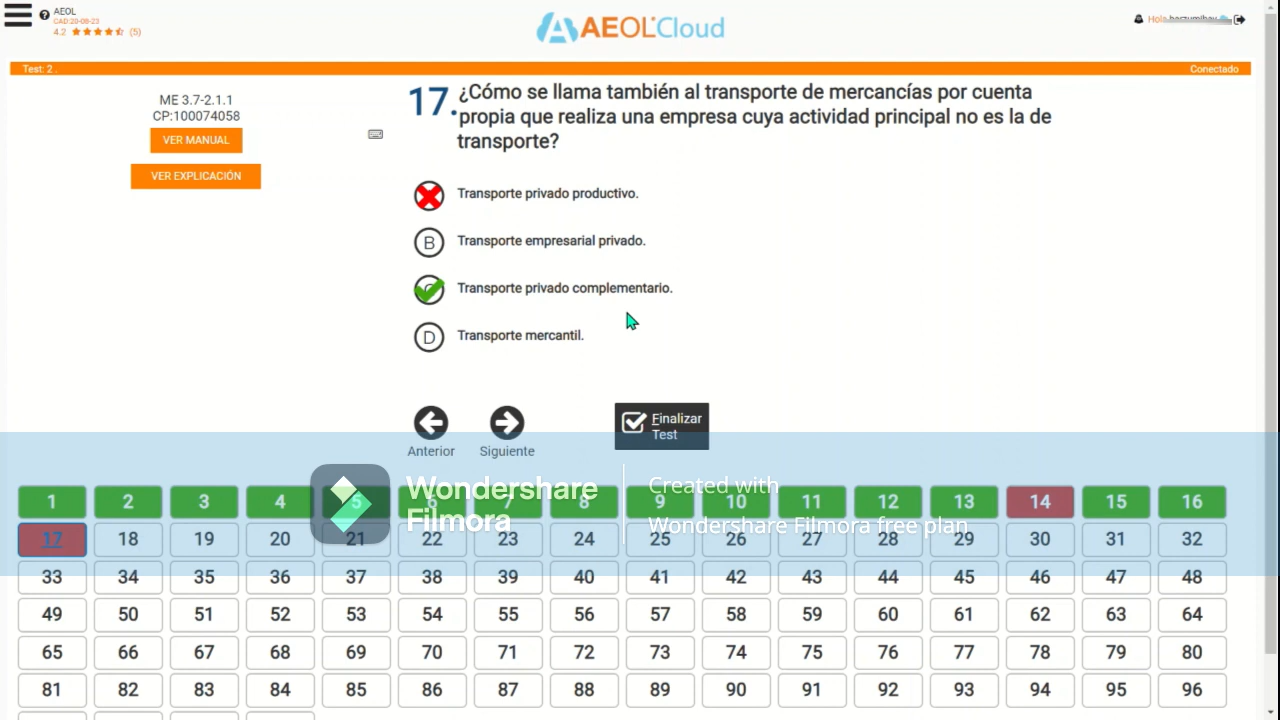 AEOL
CAD:29-08-23
4.2 (5)
AEOL Cloud
Hola
Test: 2 .
Conectado
ME 3.7-2.1.1
CP:100074058
VER MANUAL
VER EXPLICACIÓN
17. ¿Cómo se llama también al transporte de mercancías por cuenta
propia que realiza una empresa cuya actividad principal no es la de
transporte?
Transporte privado productivo.
B Transporte empresarial privado.
Transporte privado complementario.
D Transporte mercantil.
Anterior
Siguiente
Finalizar
Test
Wondershare
Filmora
Created with
Wondershare Filmora free plan
1 2 3 4 5 6 7 8 9 10 11 12 13 14 15 16
17 18 19 20 21 22 23 24 25 26 27 28 29 30 31 32
33 34 35 36 37 38 39 40 41 42 43 44 45 46 47 48
49 50 51 52 53 54 55 56 57 58 59 60 61 62 63 64
65 66 67 68 69 70 71 72 73 74 75 76 77 78 79 80
81 82 83 84 85 86 87 88 89 90 91 92 93 94 95 96